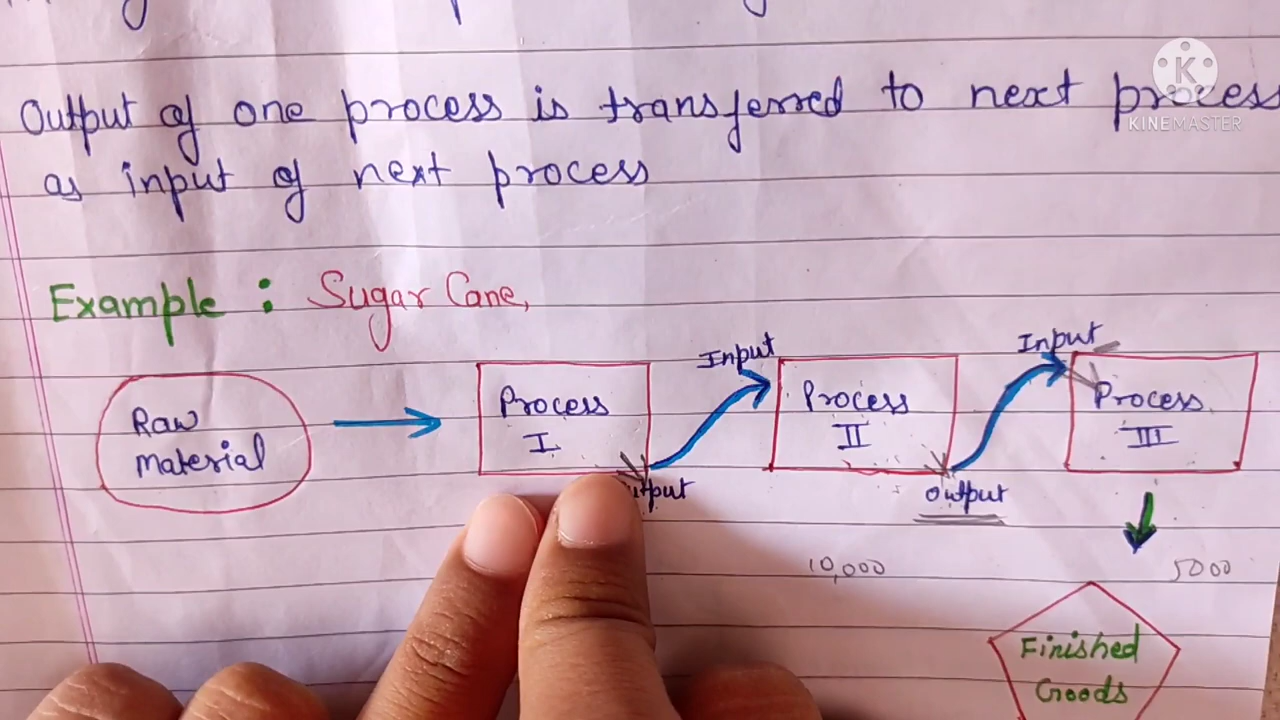 Output of one process is transferred to next process
as input of next process
KINEMASTER
Example : Sugar Cane,
Raw
material
Process
I
Output
Input
Process
II
Output
Input
Process
III
10,000
5000
Finished
Goods